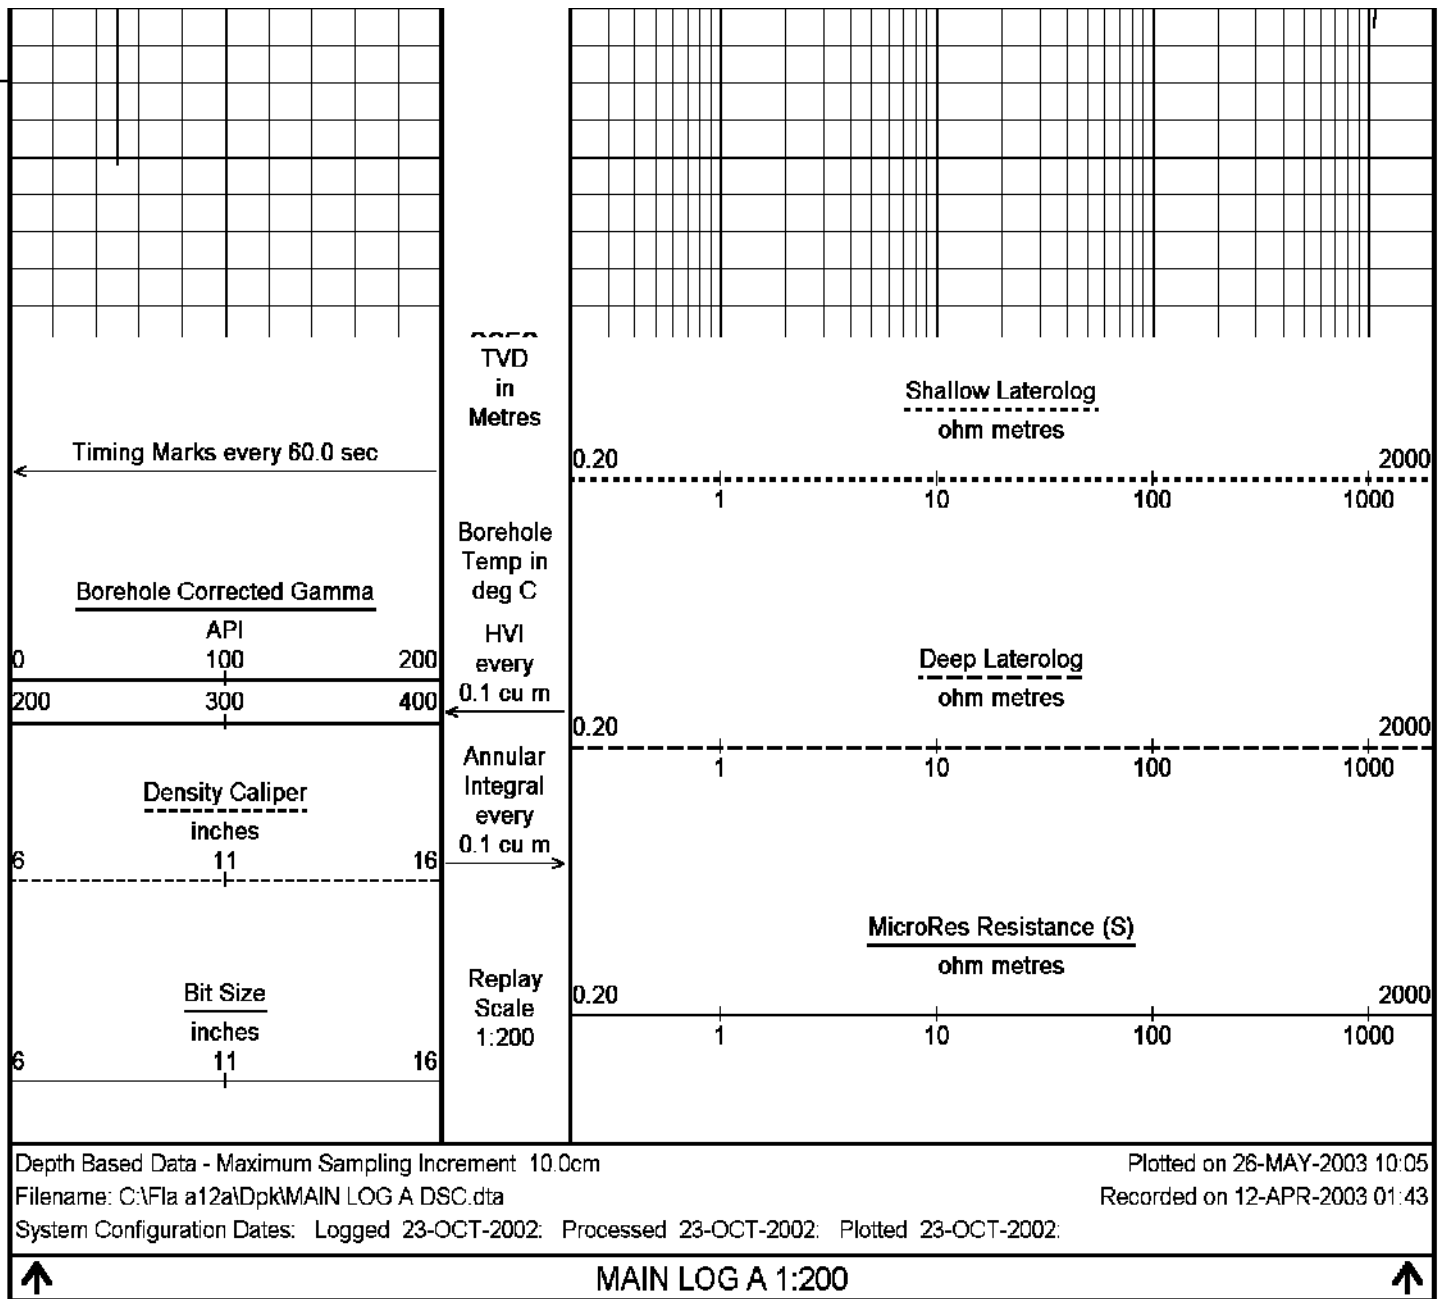 TVD
in
Metres
Timing Marks every 60.0 sec
Borehole Corrected Gamma
API
0 100 200
200 300 400
Density Caliper
inches
6 11 16
Bit Size
inches
6 11 16
Borehole
Temp in
deg C
HVI
every
0.1 cu m
Annular
Integral
every
0.1 cu m
Replay
Scale
1:200
Shallow Laterolog
ohm metres
0.20 2000
1 10 100 1000
Deep Laterolog
ohm metres
0.20 2000
1 10 100 1000
MicroRes Resistance (S)
ohm metres
0.20 2000
1 10 100 1000
Depth Based Data - Maximum Sampling Increment 10.0cm
Plotted on 26-MAY-2003 10:05
Filename: C:\Fla a12a\Dpk\MAIN LOG A DSC.dta
Recorded on 12-APR-2003 01:43
System Configuration Dates: Logged 23-OCT-2002: Processed 23-OCT-2002: Plotted 23-OCT-2002:
MAIN LOG A 1:200